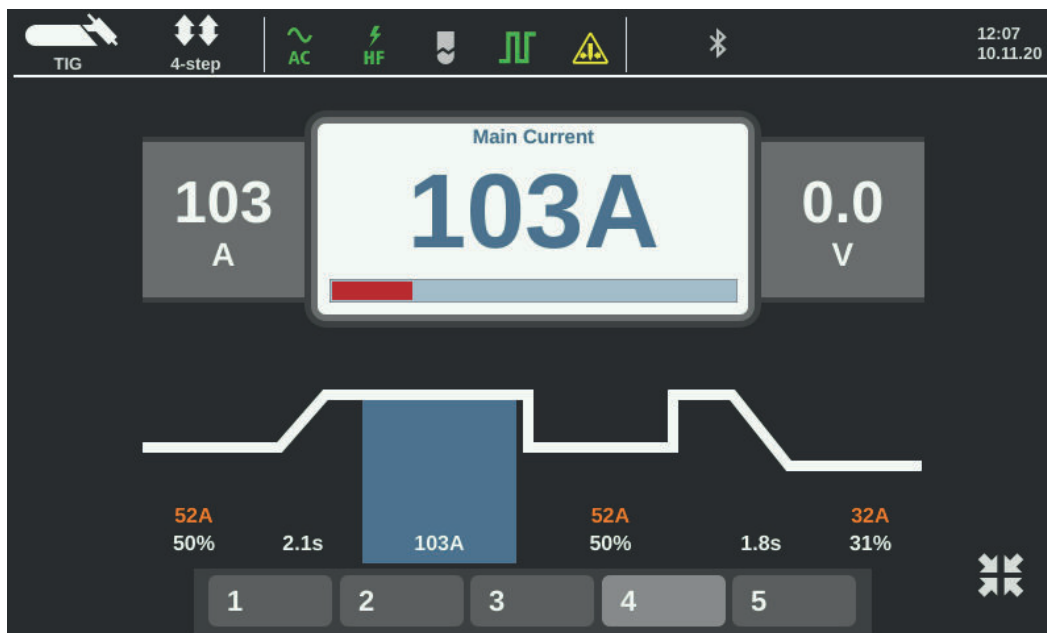 TIG
4-step
AC
HF
12:07
10.11.20
Main Current
103A
103
A
0.0
V
52A
50%
2.1s
103A
52A
50%
1.8s
32A
31%
1
2
3
4
5